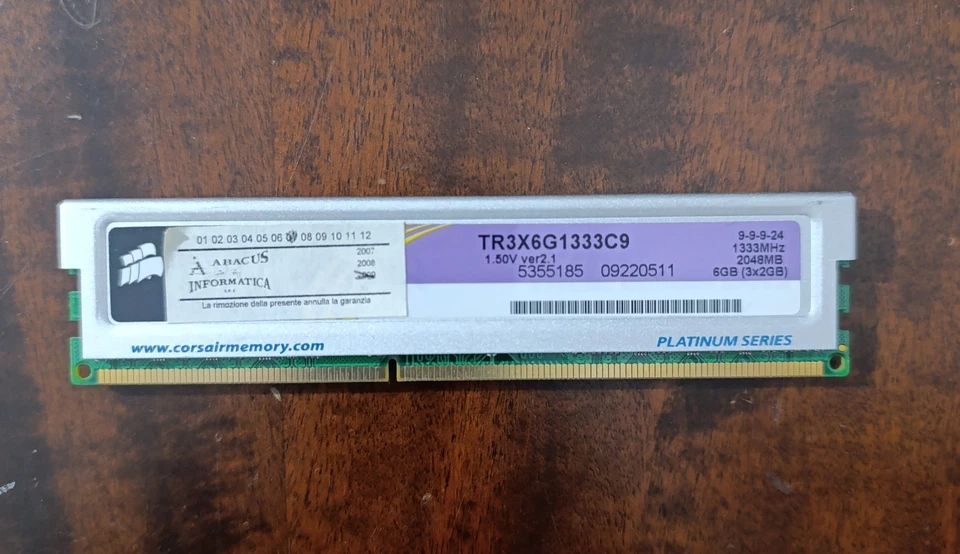 01 02 03 04 05 06 08 09 10 11 12
2007
2008
2009
ABACUS
INFORMATICA
La rimozione della presente annulla la garanzia
TR3X6G1333C9
1.50V ver2.1
5355185 09220511
9-9-9-24
1333MHz
2048MB
6GB (3x2GB)
www.corsairmemory.com
PLATINUM SERIES